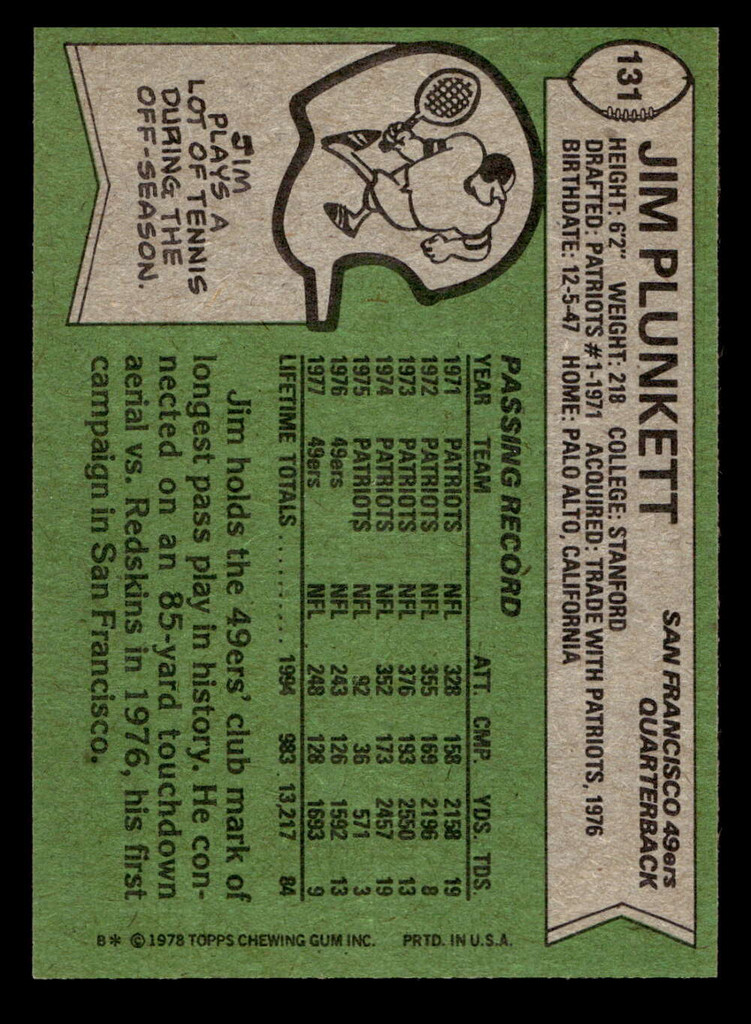 131
JIM PLUNKETT
SAN FRANCISCO 49ers
QUARTERBACK
HEIGHT: 6'2" WEIGHT: 218 COLLEGE: STANFORD
DRAFTED: PATRIOTS #1-1971 ACQUIRED: TRADE WITH PATRIOTS, 1976
BIRTHDATE: 12-5-47 HOME: PALO ALTO, CALIFORNIA
JIM
PLAYS A
LOT OF TENNIS
DURING THE
OFF-SEASON.
PASSING RECORD
YEAR TEAM ATT. CMP. YDS. TDS.
1971 PATRIOTS NFL 328 158 2158 19
1972 PATRIOTS NFL 355 169 2196 8
1973 PATRIOTS NFL 376 193 2550 13
1974 PATRIOTS NFL 352 173 2457 19
1975 PATRIOTS NFL 92 36 571 3
1976 49ers NFL 243 126 1592 13
1977 49ers NFL 248 128 1693 9
LIFETIME TOTALS .......... 1994 983 13,217 84
Jim holds the 49ers' club mark of
longest pass play in history. He con-
nected on an 85-yard touchdown
aerial vs. Redskins in 1976, his first
campaign in San Francisco.
B* © 1978 TOPPS CHEWING GUM INC. PRTD. IN U.S.A.